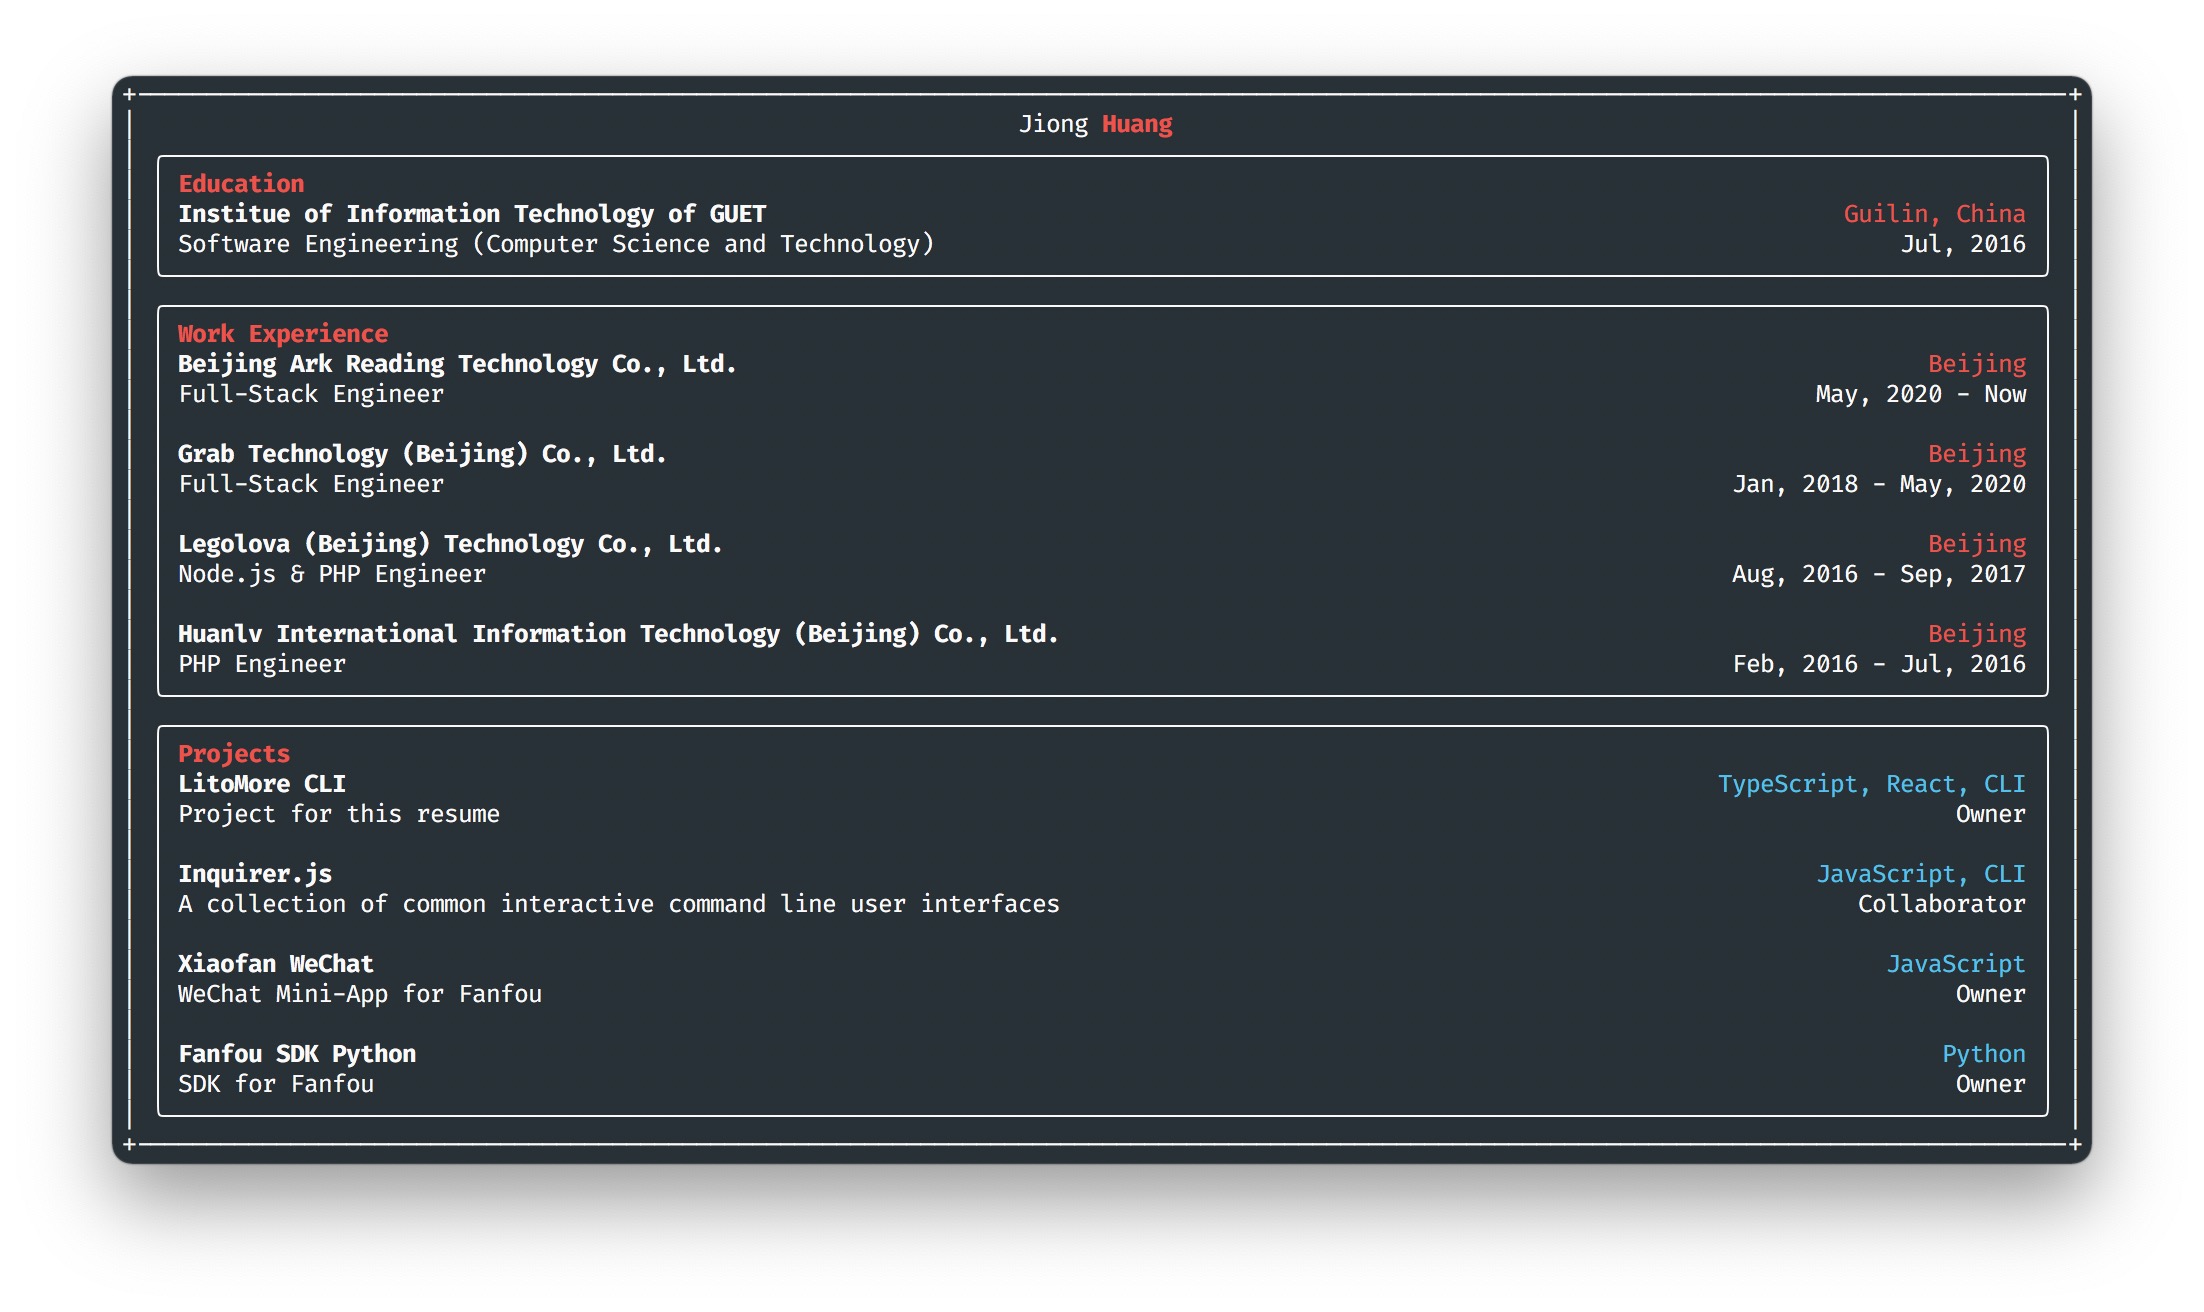 Jiong Huang
Education
Institue of Information Technology of GUET Guilin, China
Software Engineering (Computer Science and Technology) Jul, 2016
Work Experience
Beijing Ark Reading Technology Co., Ltd. Beijing
Full-Stack Engineer May, 2020 - Now
Grab Technology (Beijing) Co., Ltd. Beijing
Full-Stack Engineer Jan, 2018 - May, 2020
Legolova (Beijing) Technology Co., Ltd. Beijing
Node.js & PHP Engineer Aug, 2016 - Sep, 2017
Huanlv International Information Technology (Beijing) Co., Ltd. Beijing
PHP Engineer Feb, 2016 - Jul, 2016
Projects
LitoMore CLI TypeScript, React, CLI
Project for this resume Owner
Inquirer.js JavaScript, CLI
A collection of common interactive command line user interfaces Collaborator
Xiaofan WeChat JavaScript
WeChat Mini-App for Fanfou Owner
Fanfou SDK Python Python
SDK for Fanfou Owner